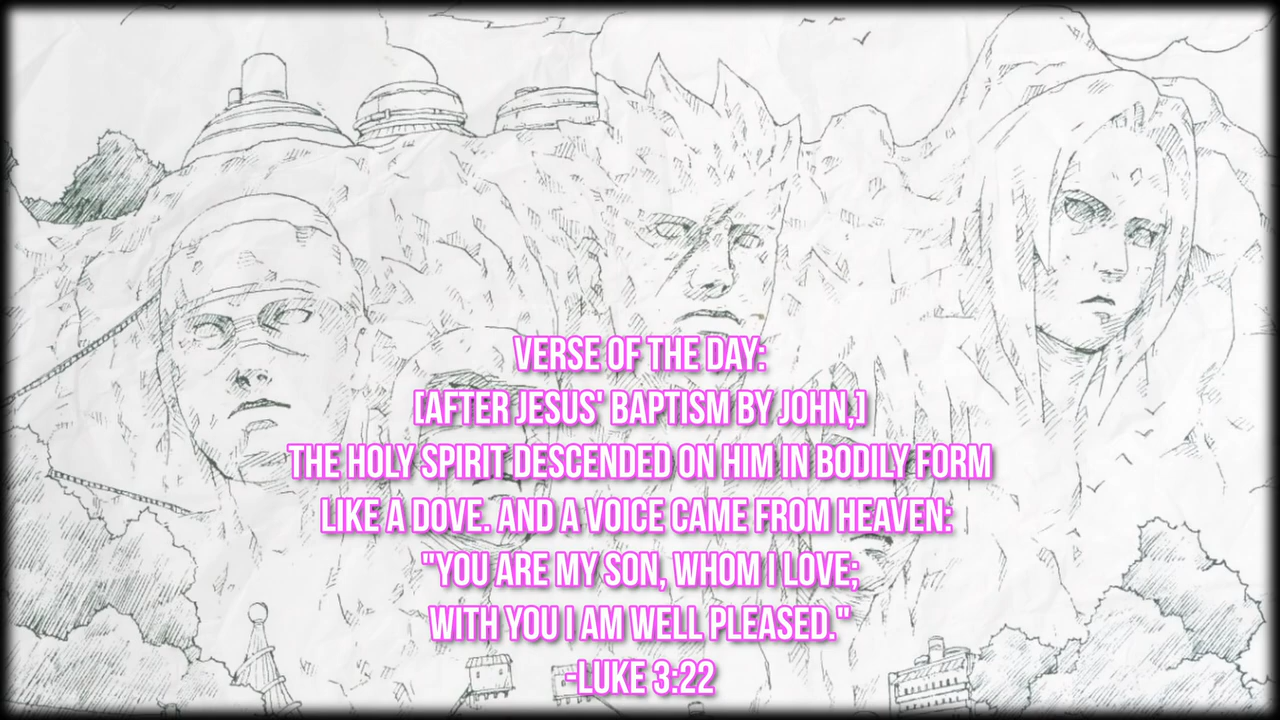 VERSE OF THE DAY:
[AFTER JESUS' BAPTISM BY JOHN,]
THE HOLY SPIRIT DESCENDED ON HIM IN BODILY FORM
LIKE A DOVE. AND A VOICE CAME FROM HEAVEN:
"YOU ARE MY SON, WHOM I LOVE;
WITH YOU I AM WELL PLEASED."
-LUKE 3:22